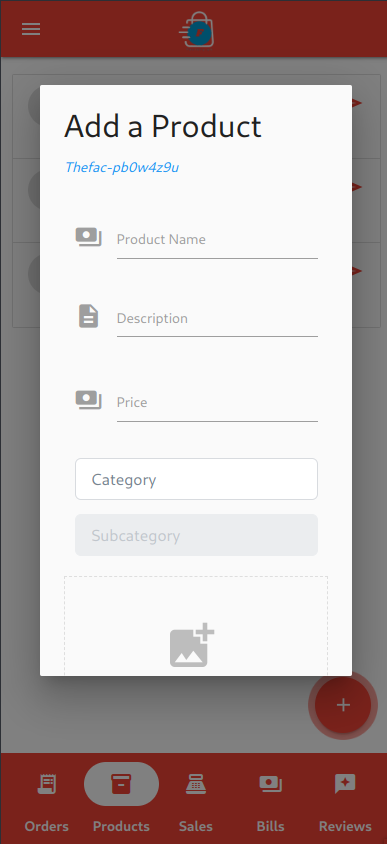 Add a Product
Thefac-pb0w4z9u
Product Name
Description
Price
Category
Subcategory
Orders
Products
Sales
Bills
Reviews